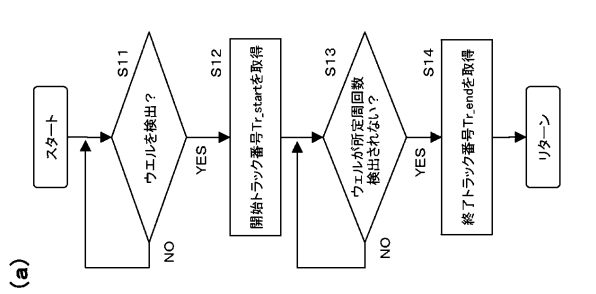 (a)
スタート
S11
ウエルを検出？
NO
YES
S12
開始トラック番号Tr_startを取得
S13
ウェルが所定周回数
検出されない？
NO
YES
S14
終了トラック番号Tr_endを取得
リターン